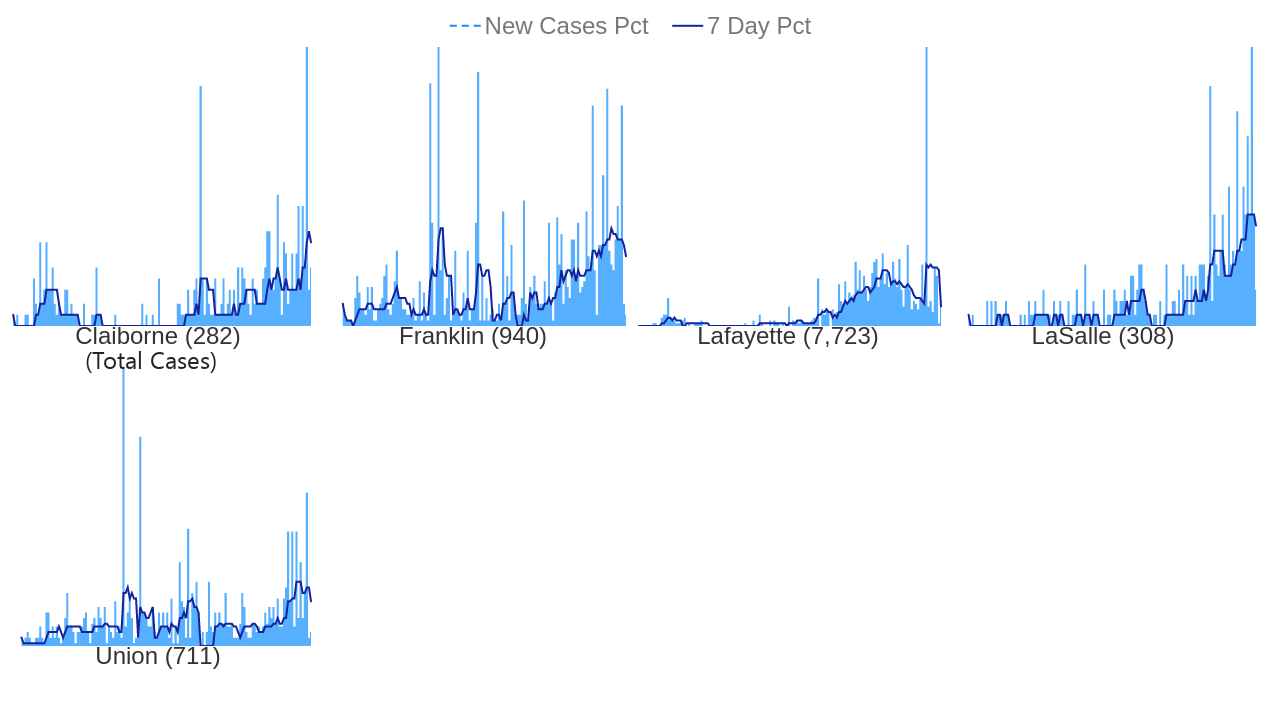 New Cases Pct 7 Day Pct
Claiborne (282) Franklin (940) Lafayette (7,723) LaSalle (308)
(Total Cases)
Union (711)